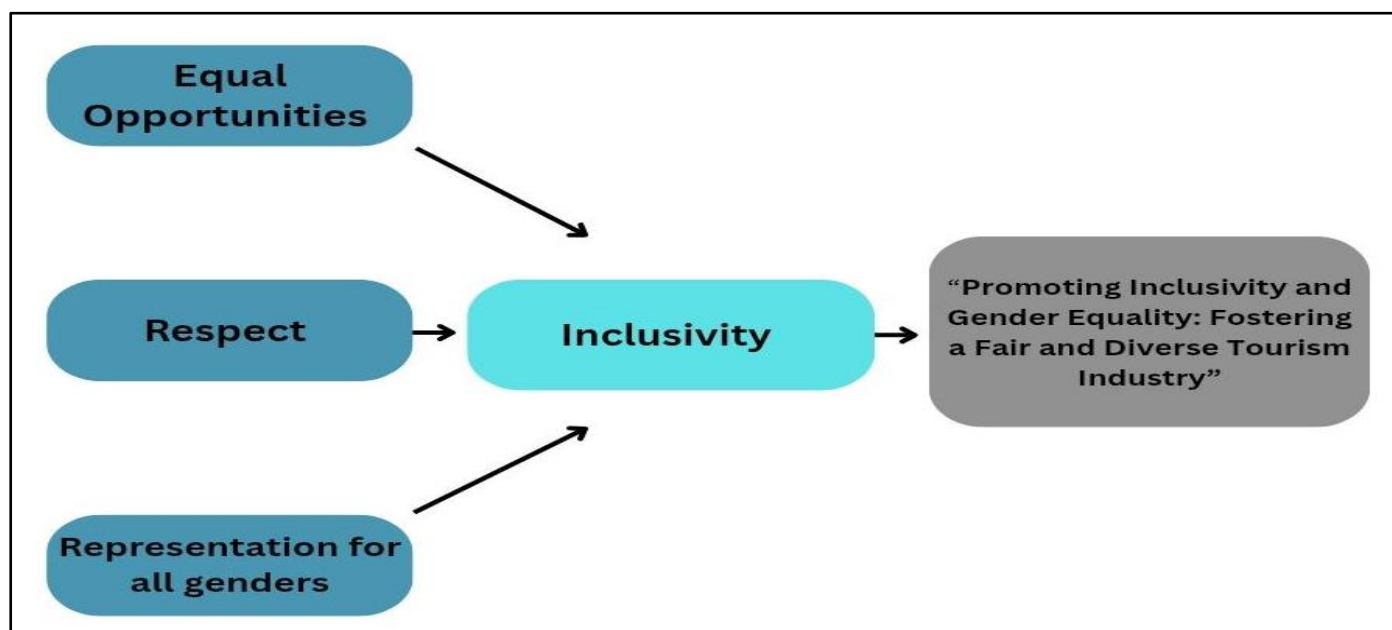 Equal
Opportunities
Respect
Inclusivity
“Promoting Inclusivity and
Gender Equality: Fostering
a Fair and Diverse Tourism
Industry”
Representation for
all genders